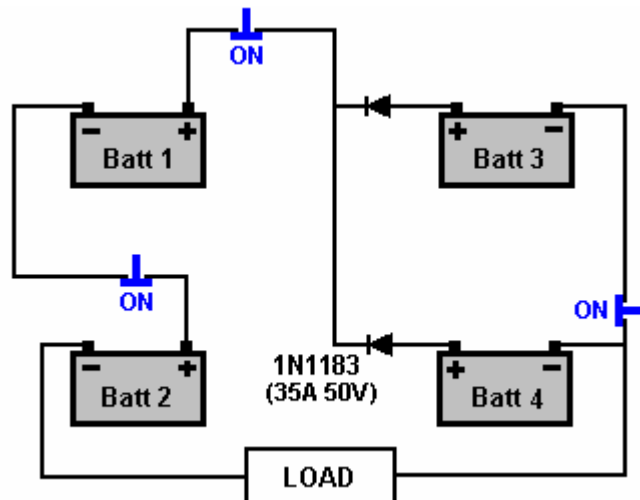 ON
- +
Batt 1
+ -
Batt 3
ON
ON
- +
Batt 2
1N1183
(35A 50V)
+ -
Batt 4
LOAD